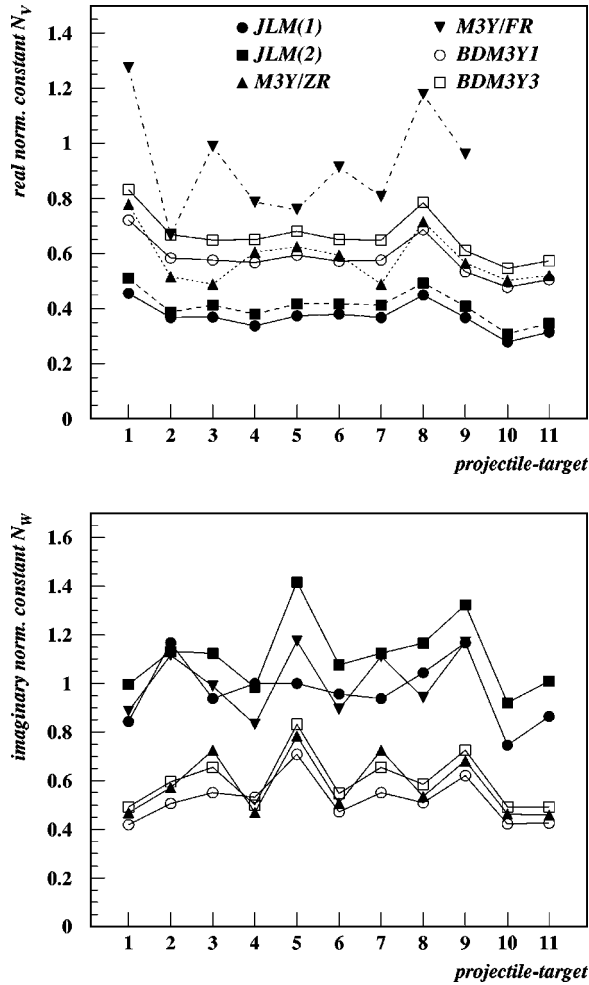 real norm. constant N_V
1.4
1.2
1
0.8
0.6
0.4
0.2
0
JLM(1)
JLM(2)
M3Y/ZR
M3Y/FR
BDM3Y1
BDM3Y3
1 2 3 4 5 6 7 8 9 10 11
projectile-target
imaginary norm. constant N_W
1.6
1.4
1.2
1
0.8
0.6
0.4
0.2
0
1 2 3 4 5 6 7 8 9 10 11
projectile-target